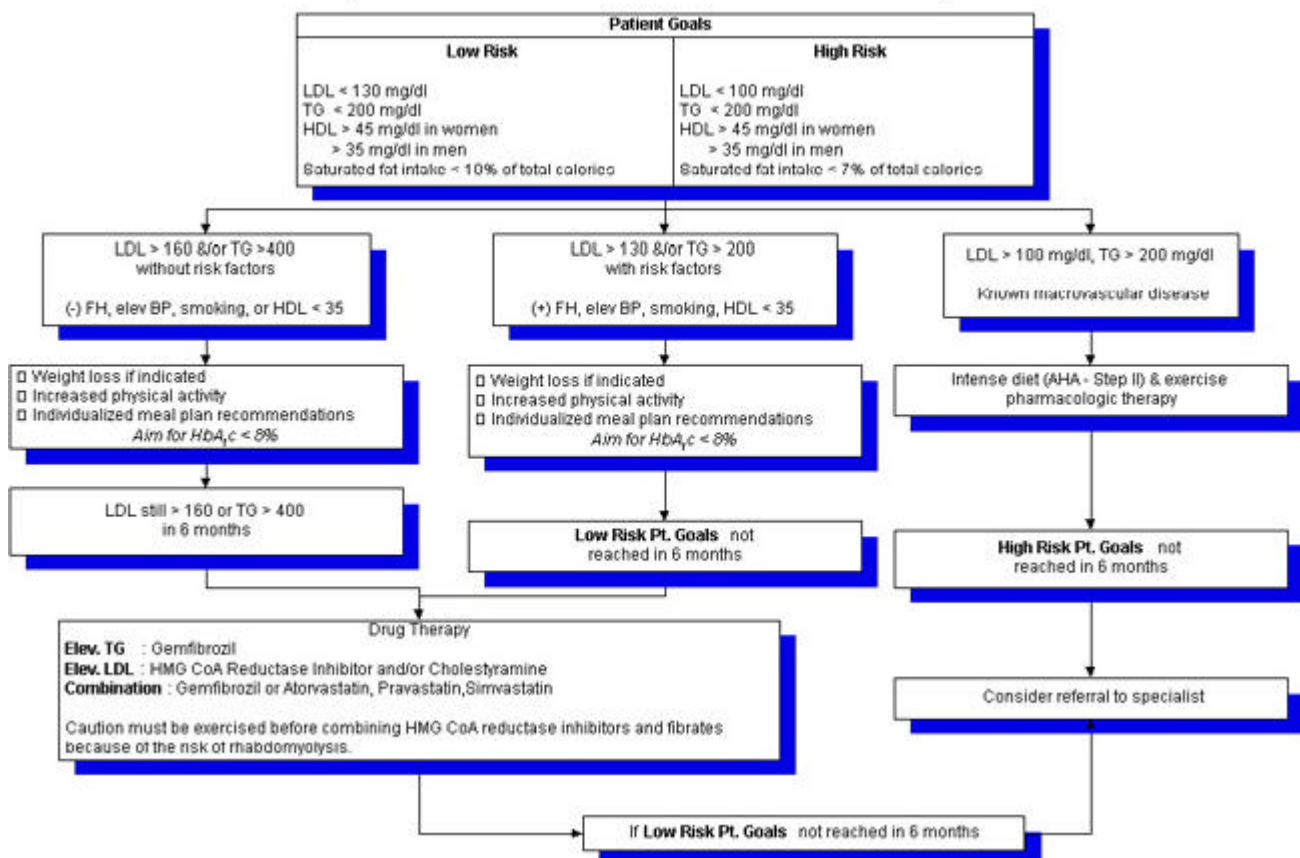 Patient Goals
Low Risk
LDL < 130 mg/dl
TG < 200 mg/dl
HDL > 45 mg/dl in women
> 35 mg/dl in men
Saturated fat intake < 10% of total calories
High Risk
LDL < 100 mg/dl
TG < 200 mg/dl
HDL > 45 mg/dl in women
> 35 mg/dl in men
Saturated fat intake < 7% of total calories
LDL > 160 &/or TG >400
without risk factors
(-) FH, elev BP, smoking, or HDL < 35
LDL > 130 &/or TG > 200
with risk factors
(+) FH, elev BP, smoking, HDL < 35
LDL > 100 mg/dl, TG > 200 mg/dl
Known macrovascular disease
▯ Weight loss if indicated
▯ Increased physical activity
▯ Individualized meal plan recommendations
Aim for HbA1c < 8%
▯ Weight loss if indicated
▯ Increased physical activity
▯ Individualized meal plan recommendations
Aim for HbA1c < 8%
Intense diet (AHA - Step II) & exercise
pharmacologic therapy
LDL still > 160 or TG > 400
in 6 months
Low Risk Pt. Goals not
reached in 6 months
High Risk Pt. Goals not
reached in 6 months
Drug Therapy
Elev. TG : Gemfibrozil
Elev. LDL : HMG CoA Reductase Inhibitor and/or Cholestyramine
Combination : Gemfibrozil or Atorvastatin, Pravastatin,Simvastatin
Caution must be exercised before combining HMG CoA reductase inhibitors and fibrates
because of the risk of rhabdomyolysis.
Consider referral to specialist
If Low Risk Pt. Goals not reached in 6 months